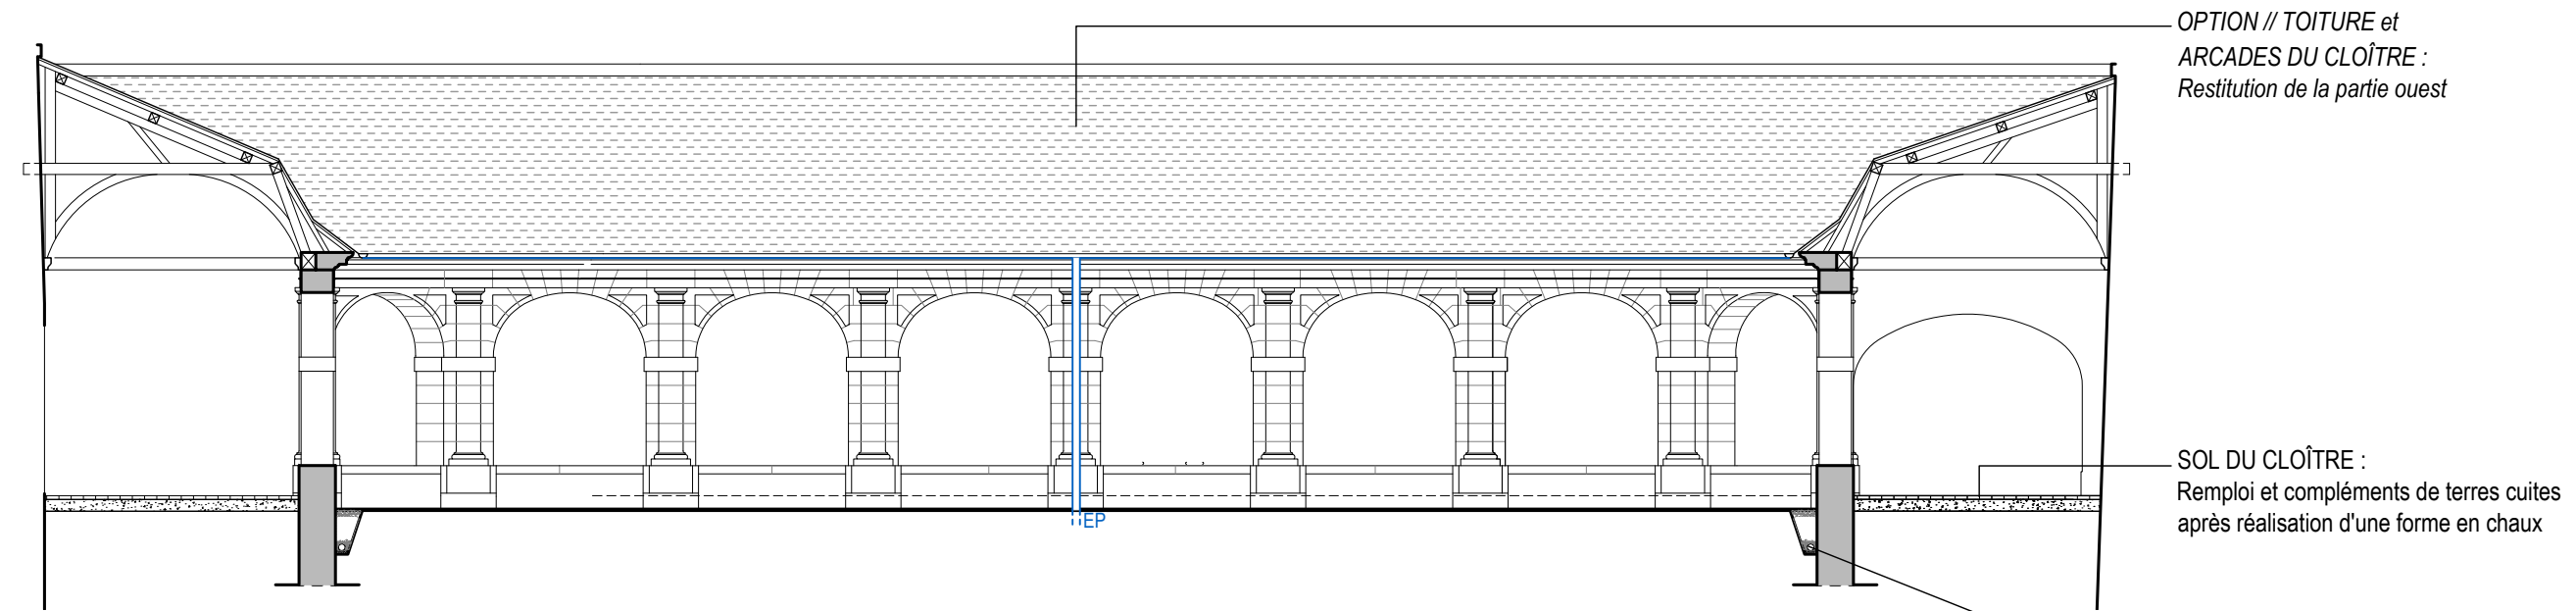 OPTION // TOITURE et
ARCADES DU CLOÎTRE :
Restitution de la partie ouest
SOL DU CLOÎTRE :
Remploi et compléments de terres cuites
après réalisation d'une forme en chaux
EP